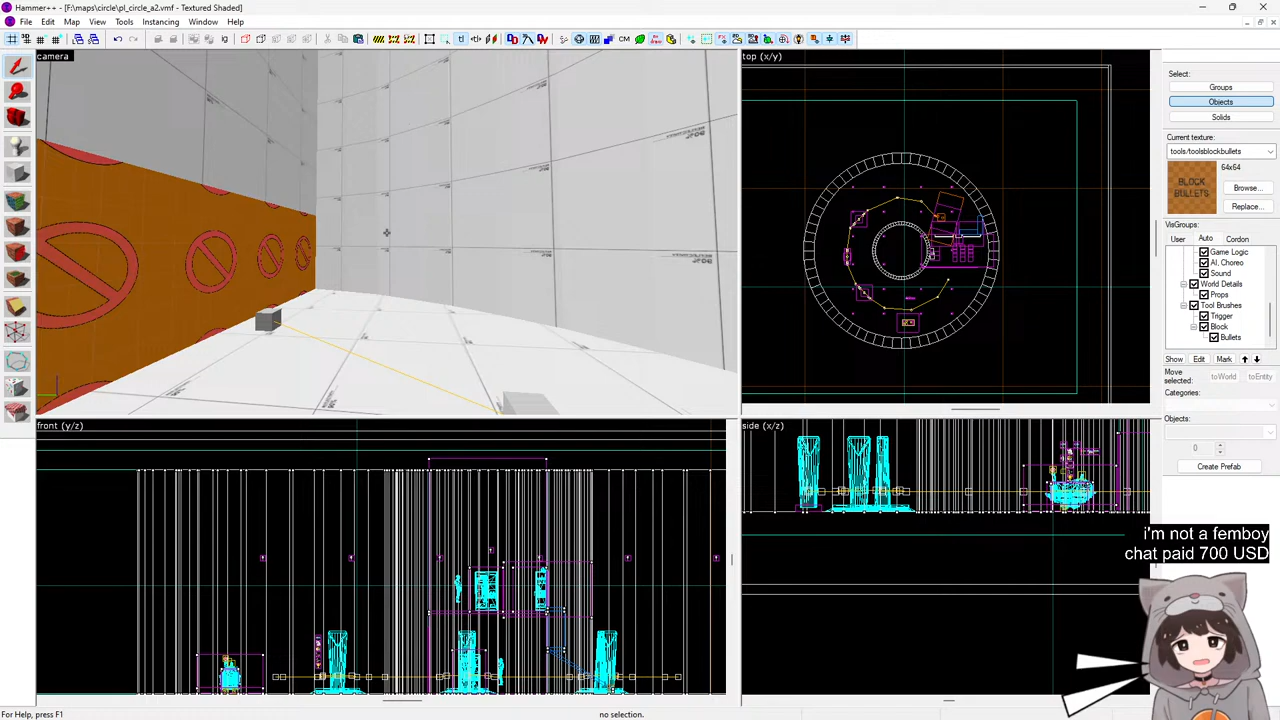 Hammer++ - [F:\maps\circle\pl_circle_a2.vmf - Textured Shaded]
File Edit Map View Tools Instancing Window Help
camera
top (x/y)
Select:
Groups
Objects
Solids
Current texture:
tools/toolsblockbullets
64x64
BLOCK
BULLETS
Browse...
Replace...
VisGroups:
User Auto Cordon
Game Logic
AI, Choreo
Sound
World Details
Props
Tool Brushes
Trigger
Block
Bullets
Show Edit Mark
Move
selected:
toWorld toEntity
Categories:
Objects:
0
Create Prefab
front (y/z)
side (x/z)
i'm not a femboy
chat paid 700 USD
For Help, press F1
no selection.